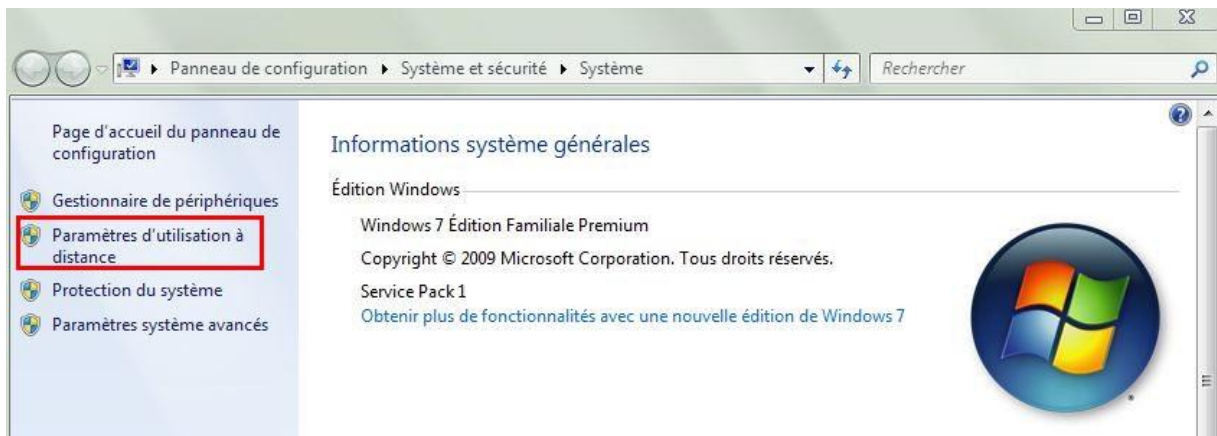 Panneau de configuration ▸ Système et sécurité ▸ Système
Rechercher
Page d'accueil du panneau de
configuration
Gestionnaire de périphériques
Paramètres d'utilisation à
distance
Protection du système
Paramètres système avancés
Informations système générales
Édition Windows
Windows 7 Édition Familiale Premium
Copyright © 2009 Microsoft Corporation. Tous droits réservés.
Service Pack 1
Obtenir plus de fonctionnalités avec une nouvelle édition de Windows 7